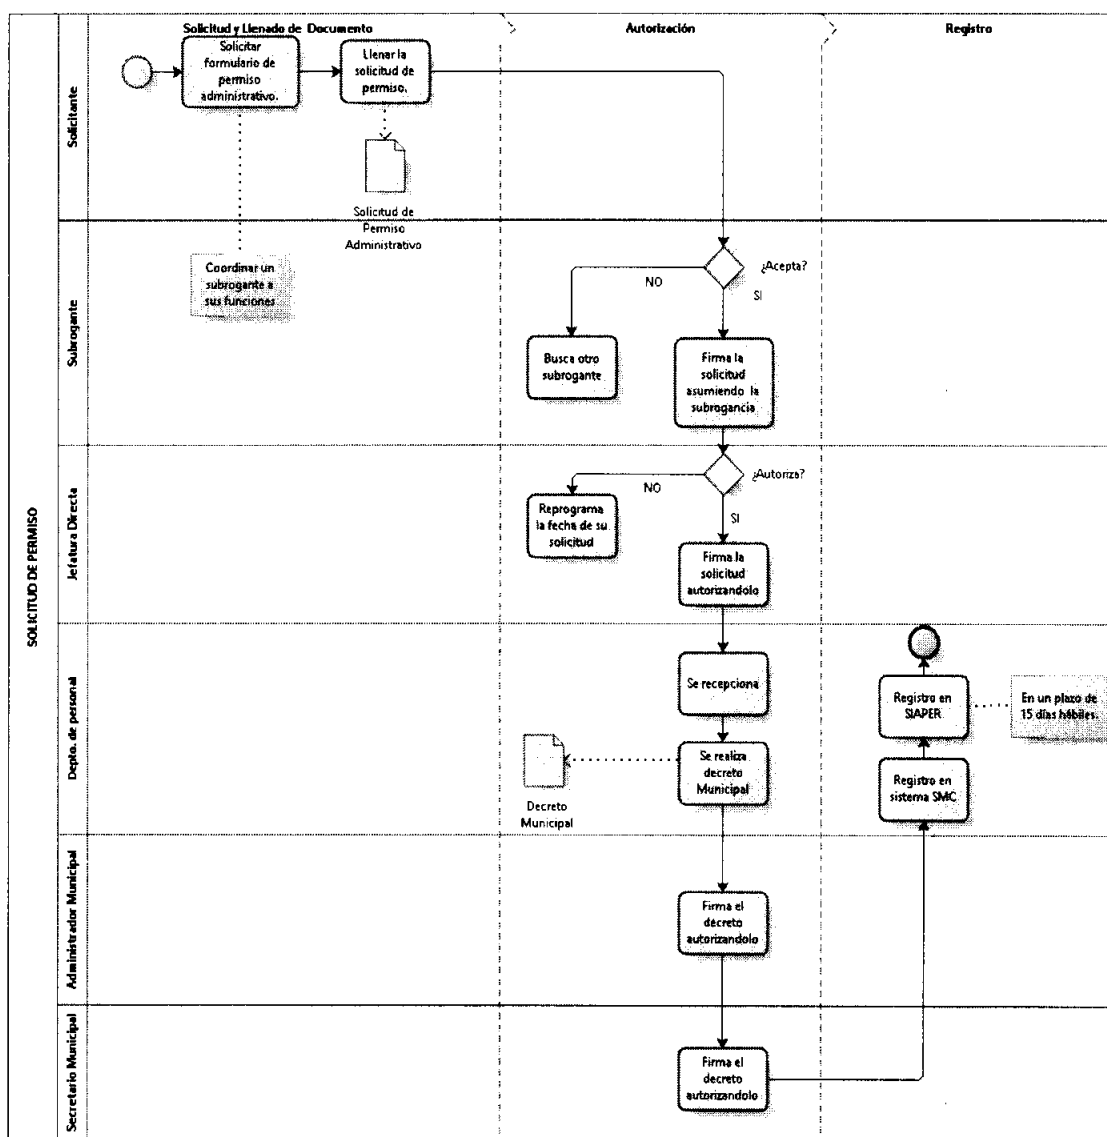 Solicitud y Llenado de Documento
Autorización
Registro
SOLICITUD DE PERMISO
Solicitante
Solicitar
formulario de
permiso
administrativo.
Llenar la
solicitud de
permiso.
Solicitud de
Permiso
Administrativo
Subrogante
Coordinar un
subrogante a
sus funciones
¿Acepta?
NO
SI
Busca otro
subrogante
Firma la
solicitud
asumiendo la
subrogancia
Jefatura Directa
¿Autoriza?
NO
SI
Reprograma
la fecha de su
solicitud
Firma la
solicitud
autorizandolo
Depto. de personal
Se recepciona
Registro en
SIAPER
En un plazo de
15 días hábiles.
Se realiza
decreto
Municipal
Decreto
Municipal
Registro en
sistema SMC
Administrador Municipal
Firma el
decreto
autorizandolo
Secretario Municipal
Firma el
decreto
autorizandolo